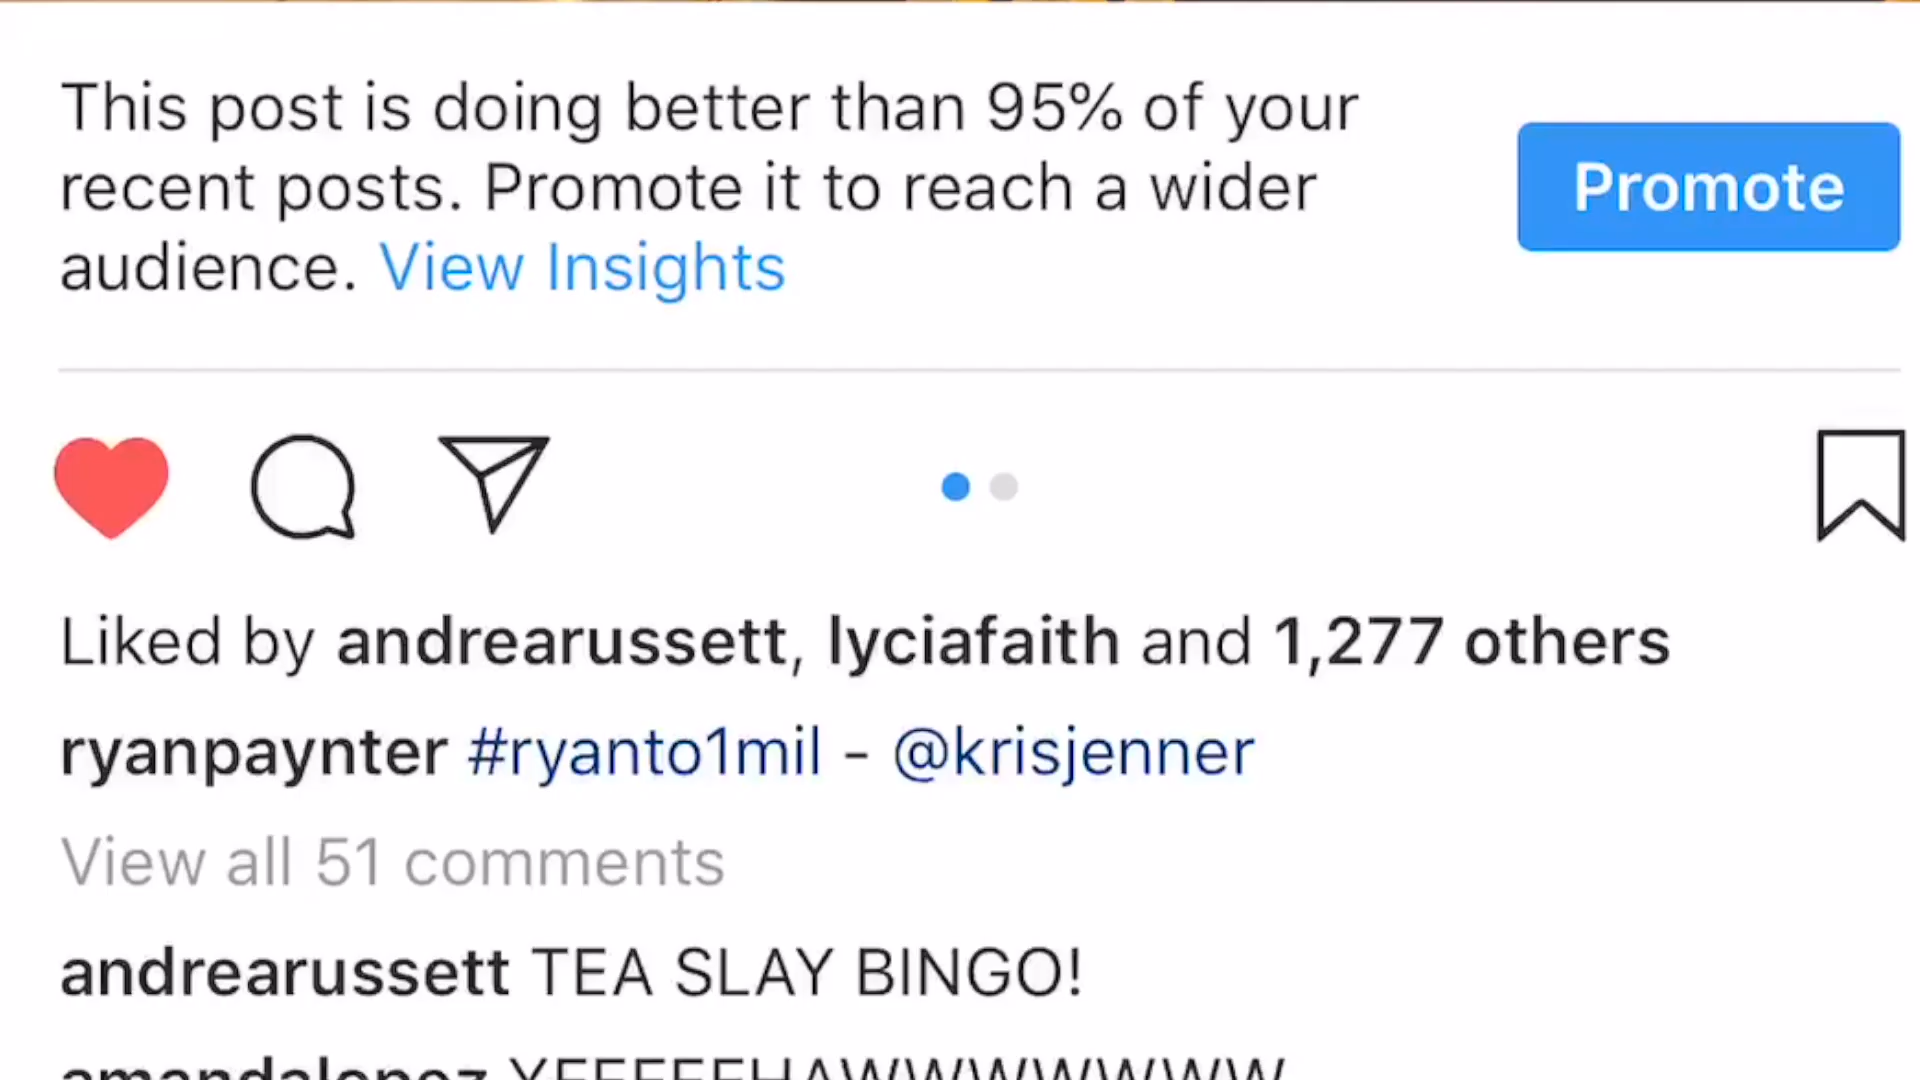 This post is doing better than 95% of your
recent posts. Promote it to reach a wider
audience. View Insights
Promote
Liked by andrearussett, lyciafaith and 1,277 others
ryanpaynter #ryanto1mil - @krisjenner
View all 51 comments
andrearussett TEA SLAY BINGO!
amandalopez